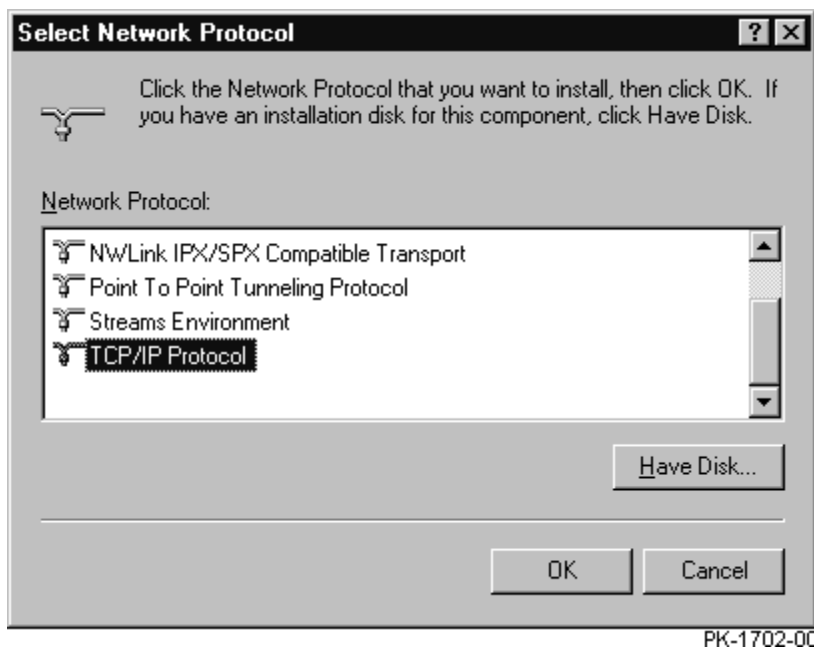 Select Network Protocol
Click the Network Protocol that you want to install, then click OK. If
you have an installation disk for this component, click Have Disk.
Network Protocol:
NWLink IPX/SPX Compatible Transport
Point To Point Tunneling Protocol
Streams Environment
TCP/IP Protocol
Have Disk...
OK Cancel
PK-1702-00